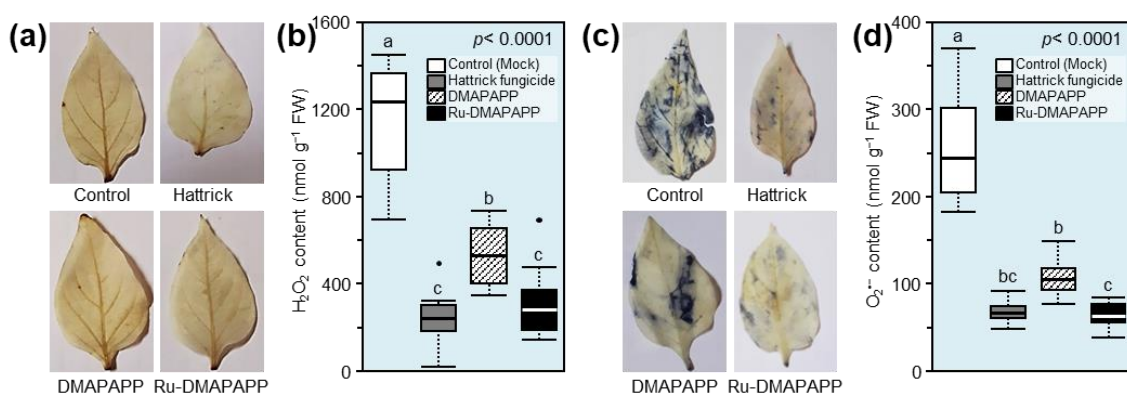 (a)
Control Hattrick
DMAPAPP Ru-DMAPAPP
(b)
H₂O₂ content (nmol g⁻¹ FW)
1600
1200
800
400
0
p< 0.0001
Control (Mock)
Hattrick fungicide
DMAPAPP
Ru-DMAPAPP
a
c
b
c
(c)
Control Hattrick
DMAPAPP Ru-DMAPAPP
(d)
O₂•− content (nmol g⁻¹ FW)
400
300
200
100
0
p< 0.0001
Control (Mock)
Hattrick fungicide
DMAPAPP
Ru-DMAPAPP
a
bc
b
c